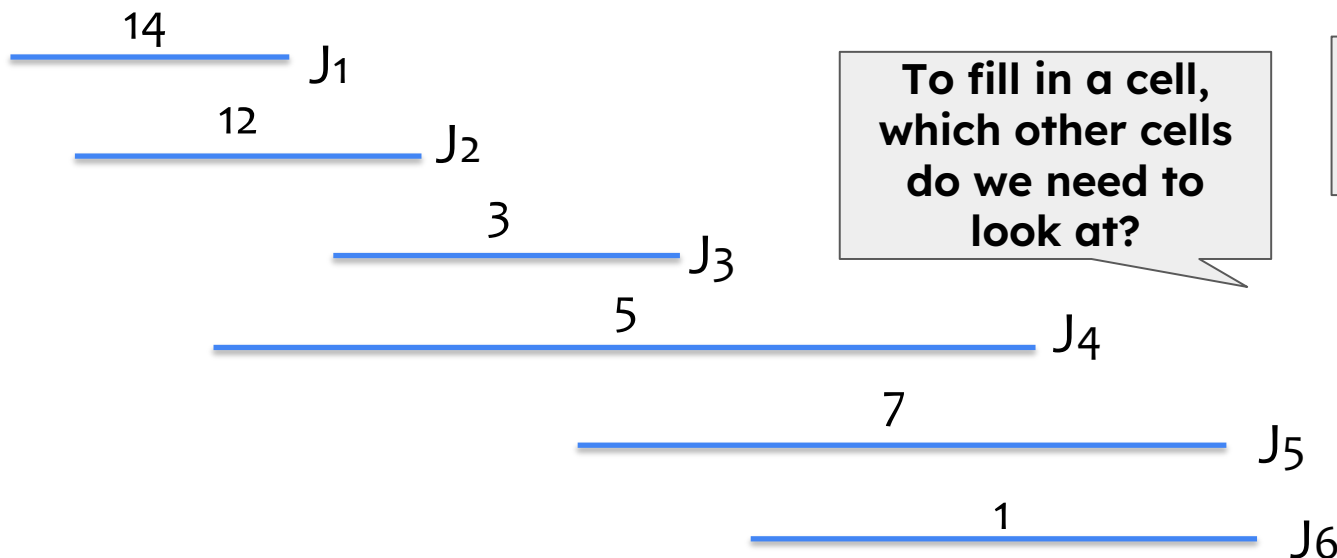 14
J1
12
J2
3
J3
5
J4
7
J5
1
J6
To fill in a cell,
which other cells
do we need to
look at?